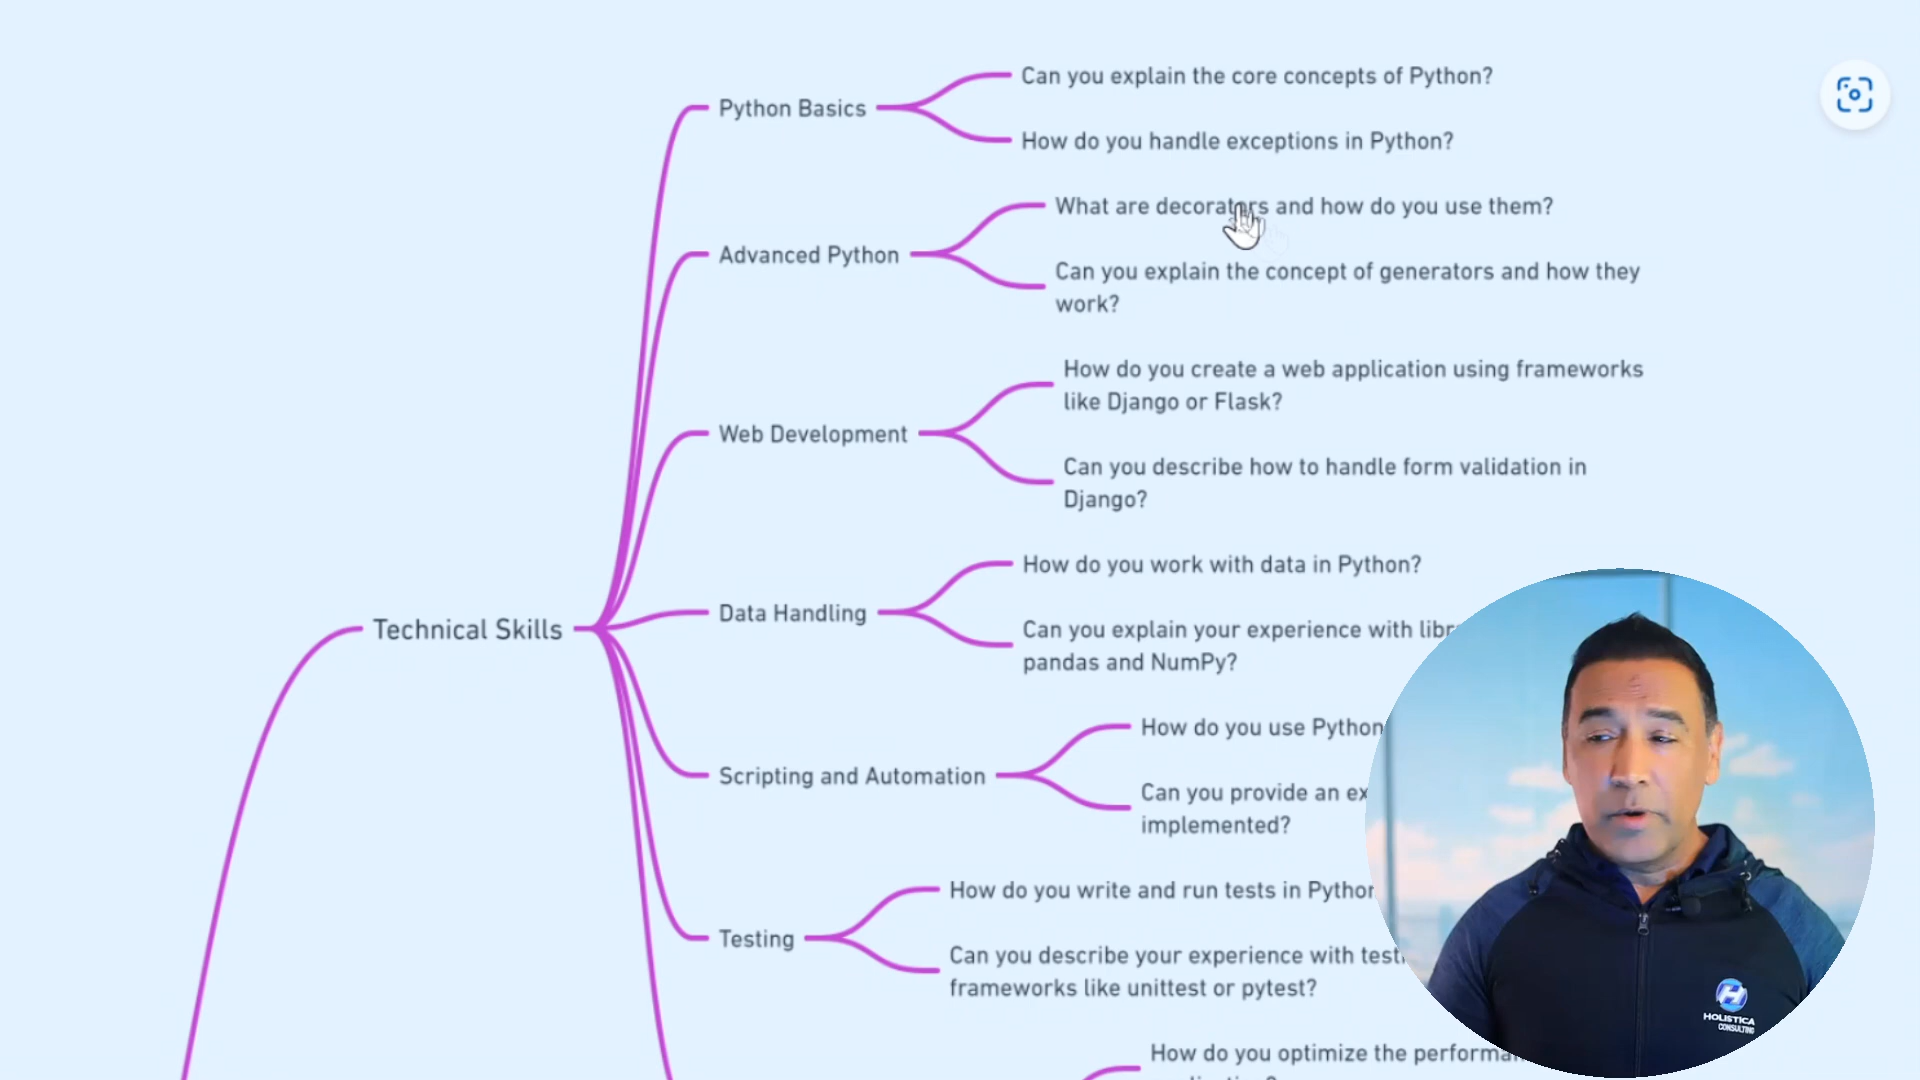 Can you explain the core concepts of Python?
Python Basics
How do you handle exceptions in Python?
What are decorators and how do you use them?
Advanced Python
Can you explain the concept of generators and how they
work?
How do you create a web application using frameworks
like Django or Flask?
Web Development
Can you describe how to handle form validation in
Django?
How do you work with data in Python?
Data Handling
Can you explain your experience with
pandas and NumPy?
Technical Skills
How do you use Python
Scripting and Automation
Can you provide an
implemented?
How do you write and run tests in
Testing
Can you describe your experience with
frameworks like unittest or pytest?
How do you optimize the
HOLISTICA
CONSULTING